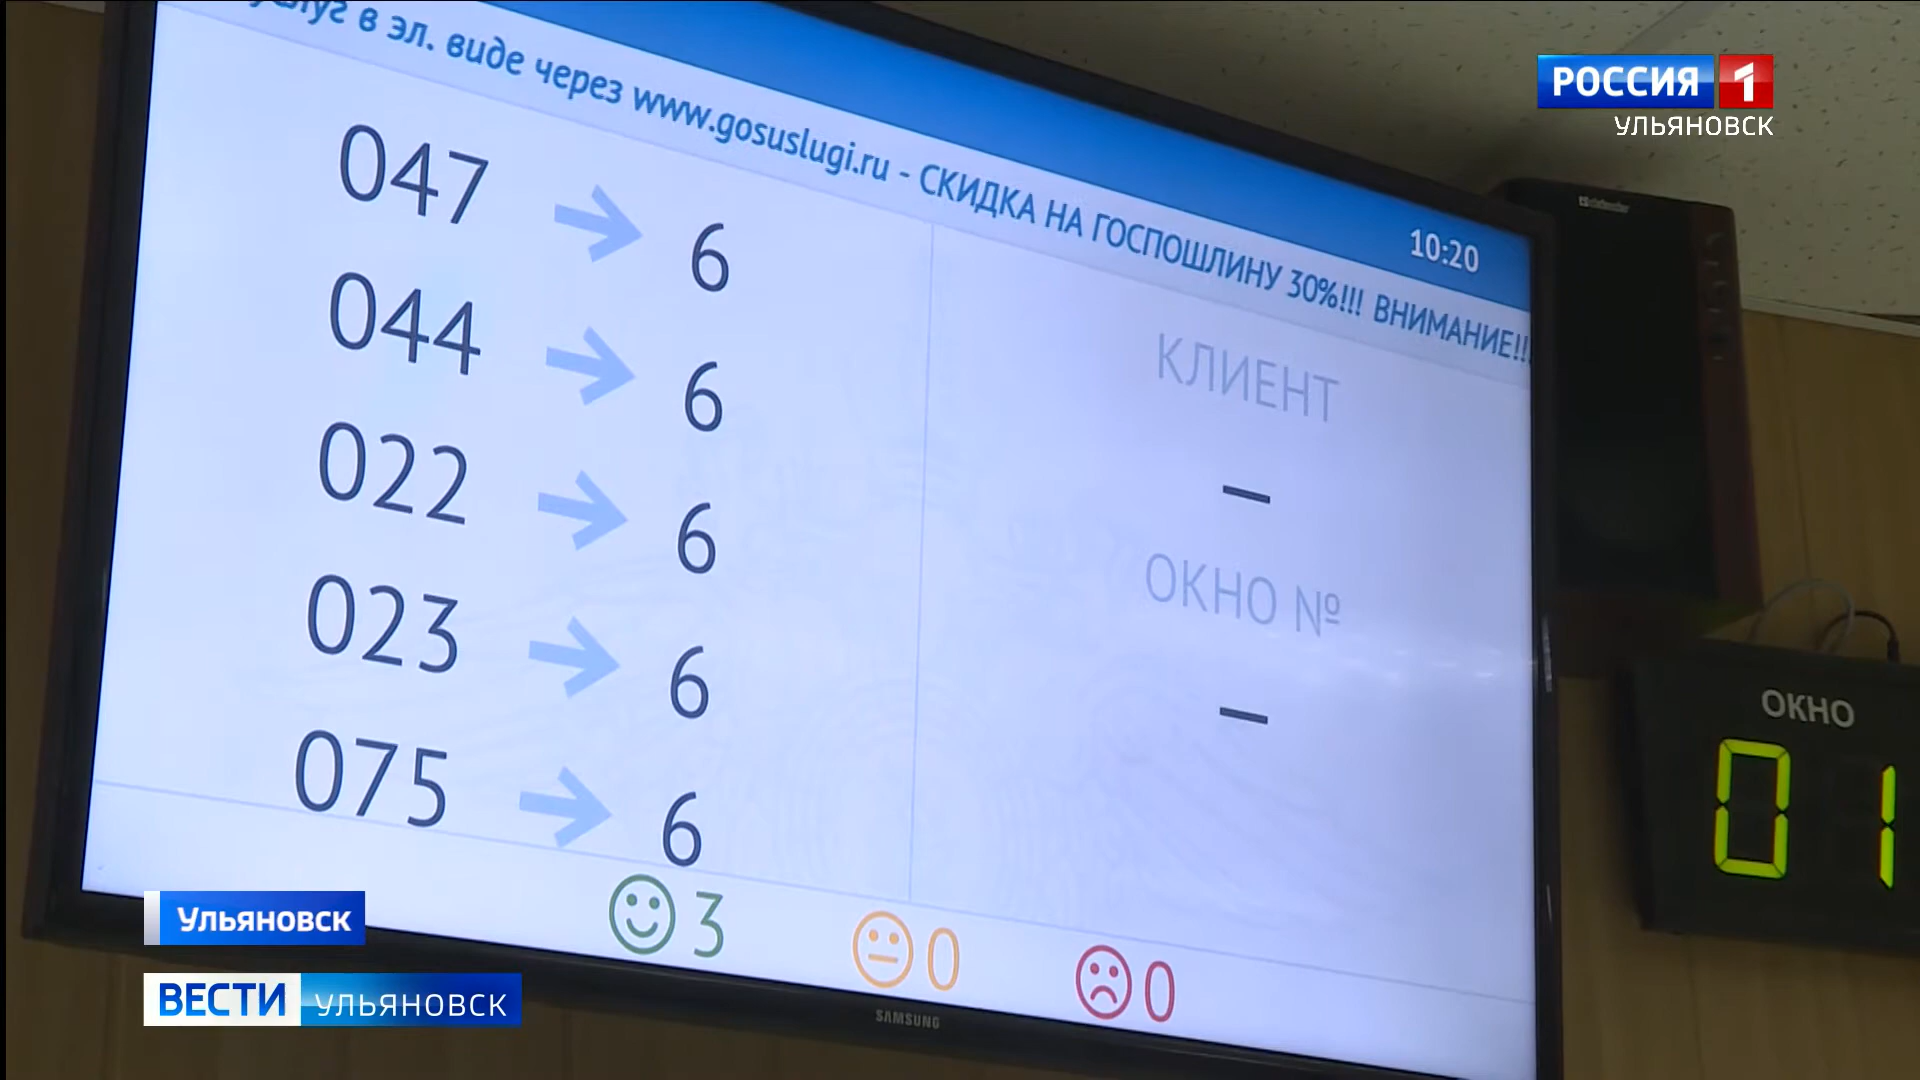 в эл. виде через www.gosuslugi.ru - СКИДКА НА ГОСПОШЛИНУ 30%!!! ВНИМАНИЕ!!!
10:20
047 → 6
044 → 6
022 → 6
023 → 6
075 → 6
КЛИЕНТ
–
ОКНО №
–
3
0
0
SAMSUNG
ОКНО
01
РОССИЯ 1
УЛЬЯНОВСК
Ульяновск
ВЕСТИ УЛЬЯНОВСК